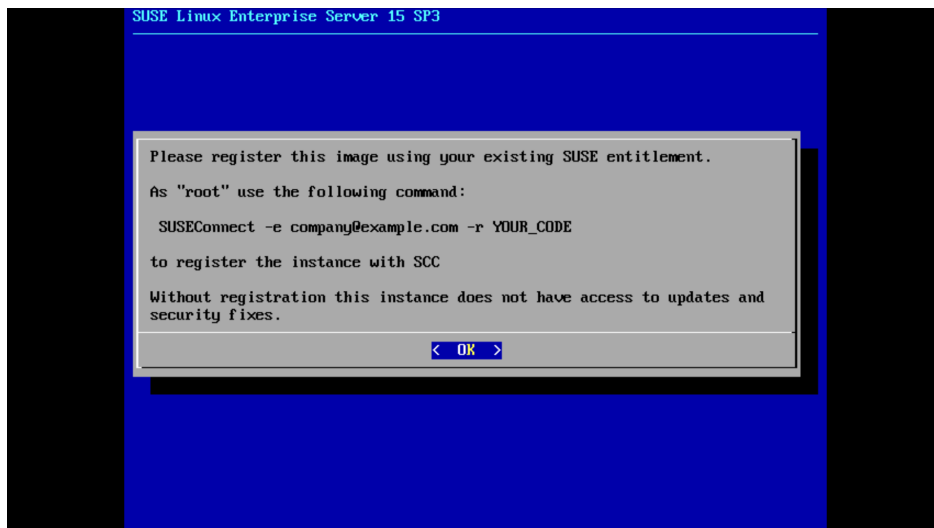 SUSE Linux Enterprise Server 15 SP3
Please register this image using your existing SUSE entitlement.
As "root" use the following command:
SUSEConnect -e company@example.com -r YOUR_CODE
to register the instance with SCC
Without registration this instance does not have access to updates and
security fixes.
< OK >